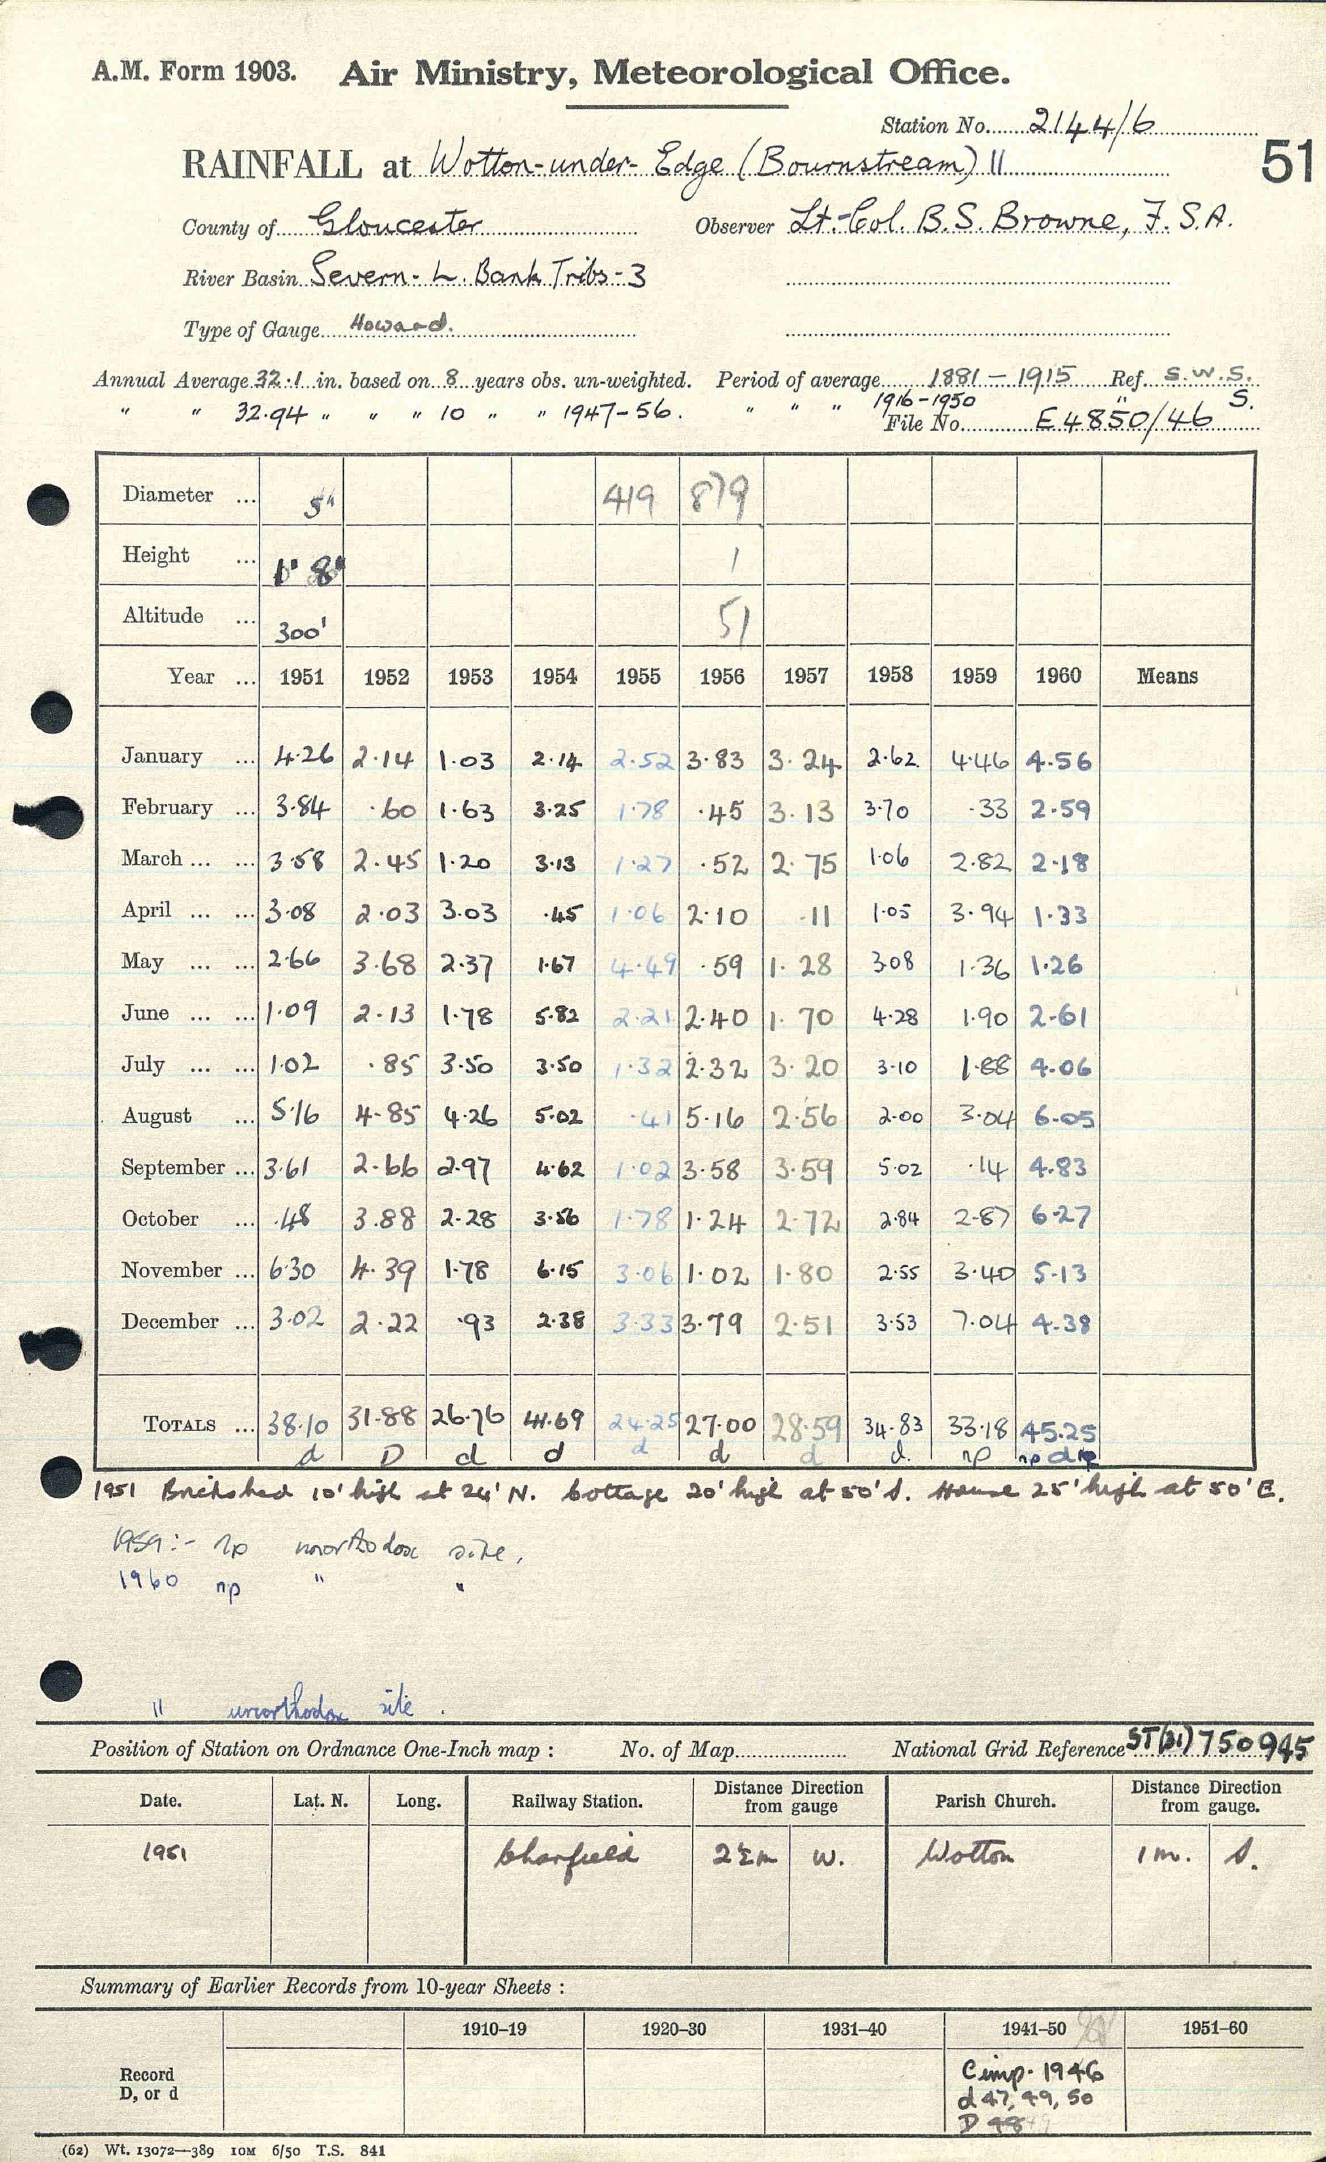 A.M. Form 1903. Air Ministry, Meteorological Office.
Station No. 2144/6
51
RAINFALL at Wotton-under-Edge (Bournstream) II
County of Gloucester Observer Lt.-Col. B.S. Browne, F.S.A.
River Basin Severn - L. Bank Tribs - 3
Type of Gauge Howard.
Annual Average 32.1 in. based on 8 years obs. un-weighted. Period of average 1881 - 1915 Ref. S.W.S.
" " 32.94 " " " 10 " " 1947-56. " " " 1916-1950 " S.
File No. E4850/46
Diameter ... 5" 419 879
Height ... 1' 8" 1
Altitude ... 300' 51
Year ... 1951 1952 1953 1954 1955 1956 1957 1958 1959 1960 Means
January ... 4.26 2.14 1.03 2.14 2.52 3.83 3.24 2.62 4.46 4.56
February ... 3.84 .60 1.63 3.25 1.78 .45 3.13 3.70 .33 2.59
March ... ... 3.58 2.45 1.20 3.13 1.27 .52 2.75 1.06 2.82 2.18
April ... ... 3.08 2.03 3.03 .45 1.06 2.10 .11 1.05 3.94 1.33
May ... ... 2.66 3.68 2.37 1.67 4.49 .59 1.28 3.08 1.36 1.26
June ... ... 1.09 2.13 1.78 5.82 2.21 2.40 1.70 4.28 1.90 2.61
July ... ... 1.02 .85 3.50 3.50 1.32 2.32 3.20 3.10 1.88 4.06
August ... 5.16 4.85 4.26 5.02 .41 5.16 2.56 2.00 3.04 6.05
September ... 3.61 2.66 2.97 4.62 1.02 3.58 3.59 5.02 .14 4.83
October ... .48 3.88 2.28 3.56 1.78 1.24 2.72 2.84 2.87 6.27
November ... 6.30 4.39 1.78 6.15 3.06 1.02 1.80 2.55 3.40 5.13
December ... 3.02 2.22 .93 2.38 3.33 3.79 2.51 3.53 7.04 4.38
TOTALS ... 38.10 31.88 26.76 41.69 24.25 27.00 28.59 34.83 33.18 45.25
d D d d d d d d. np np d
1951 Brickshed 10' high at 24' N. Cottage 20' high at 50' S. House 25' high at 50' E.
1959:- np unorthodox site.
1960 np " "
" unorthodox site.
Position of Station on Ordnance One-Inch map : No. of Map National Grid Reference ST(31) 750945
Date. Lat. N. Long. Railway Station. Distance from gauge Direction Parish Church. Distance from gauge. Direction
1951 Charfield 2½m W. Wotton 1 m. S.
Summary of Earlier Records from 10-year Sheets :
1910-19 1920-30 1931-40 1941-50 1951-60
Record D, or d
Cimp. 1946
d 47, 49, 50
D 48
(62) Wt. 13072—389 10M 6/50 T.S. 841